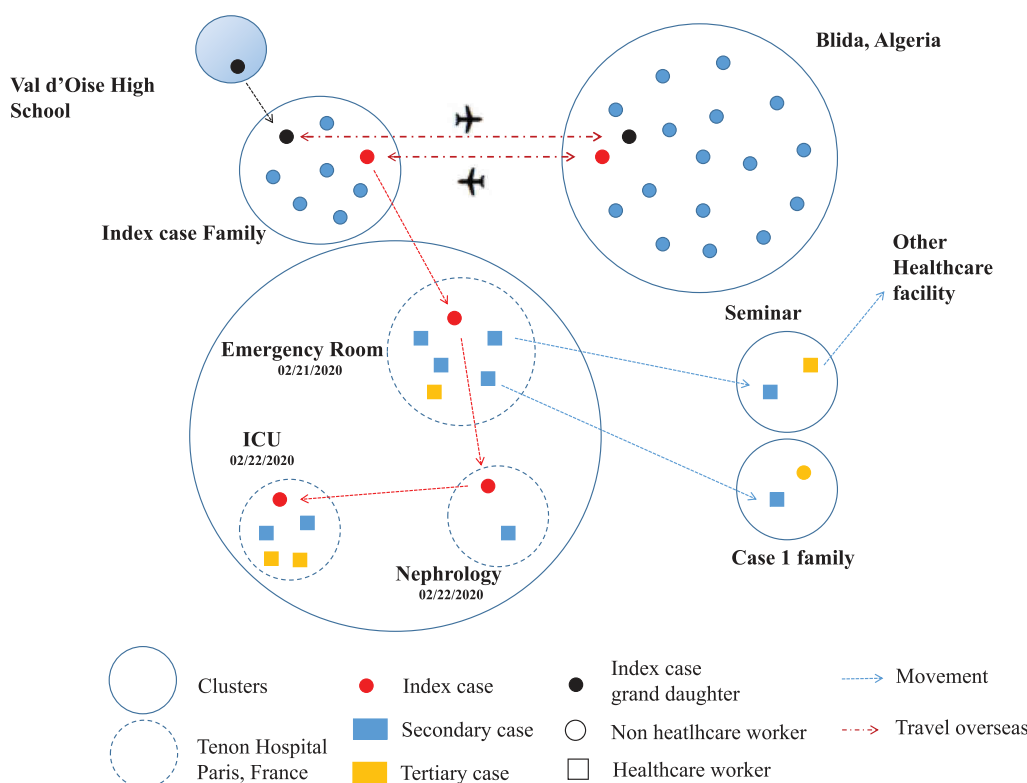 Blida, Algeria
Val d’Oise High
School
Index case Family
Other
Healthcare
facility
Seminar
Emergency Room
02/21/2020
ICU
02/22/2020
Nephrology
02/22/2020
Case 1 family
Clusters
Index case
Index case
grand daughter
Movement
Secondary case
Non heatlhcare worker
Travel overseas
Tenon Hospital
Paris, France
Tertiary case
Healthcare worker